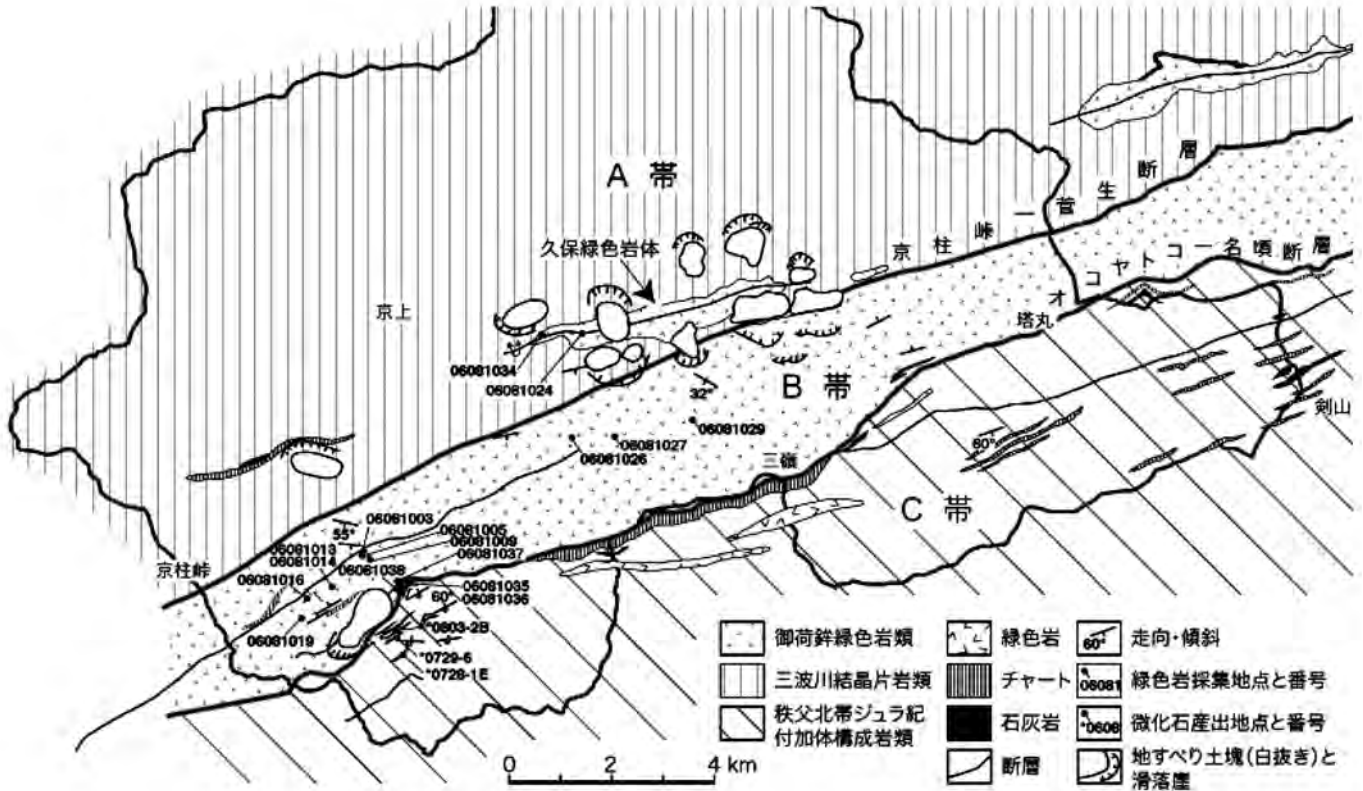 A 帯
久保緑色岩体
京柱峠ー菅生断層
オコヤトコー名頃断層
京上
塔丸
06081034
06081024
B 帯
32°
剣山
06081029
06081027
06081026
60°
三嶺
C 帯
06081003
55°
06081005
06081009
06081037
06081013
06081014
06081038
京柱峠
06081016
06081035
06081036
60°
*0803-2B
06081019
*0729-6
*0728-1E
御荷鉾緑色岩類
三波川結晶片岩類
秩父北帯ジュラ紀
付加体構成岩類
緑色岩
チャート
石灰岩
断層
60°
走向・傾斜
06081
緑色岩採集地点と番号
*0608
微化石産出地点と番号
地すべり土塊(白抜き)と
滑落崖
0 2 4 km